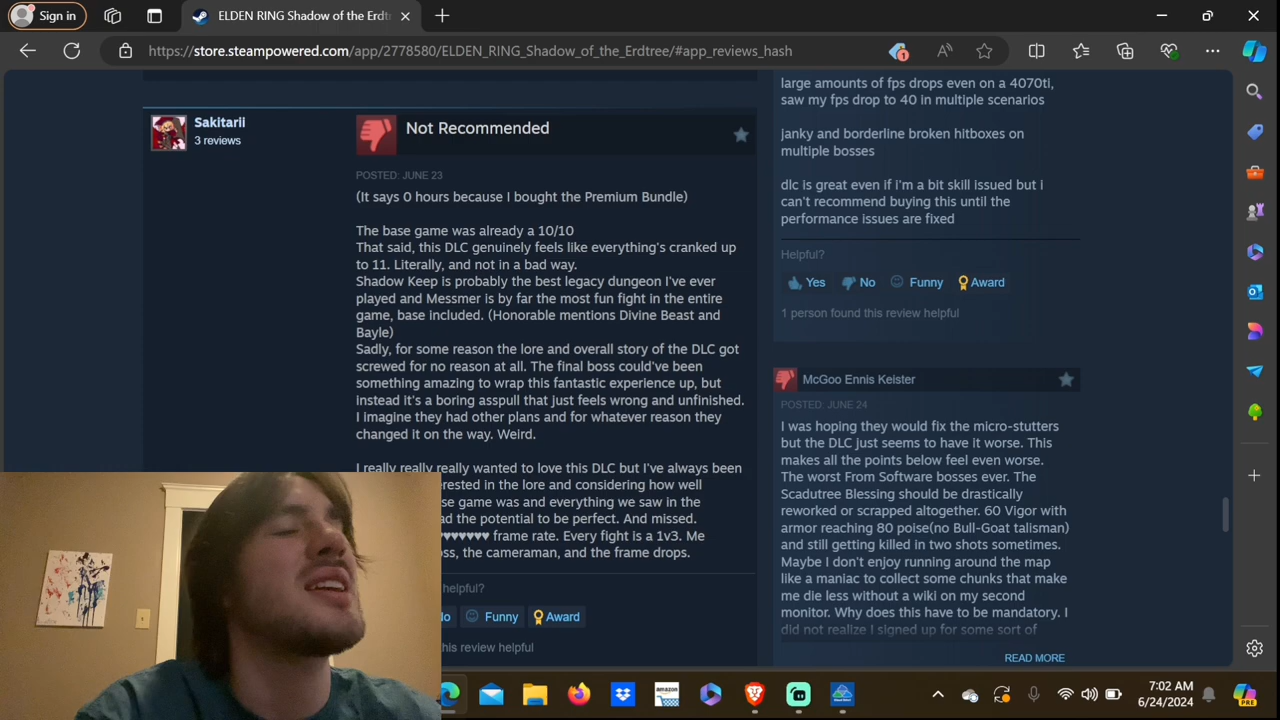 Sign in
ELDEN RING Shadow of the Erdt
https://store.steampowered.com/app/2778580/ELDEN_RING_Shadow_of_the_Erdtree/#app_reviews_hash
1
Sakitarii
3 reviews
Not Recommended
POSTED: JUNE 23
(It says 0 hours because I bought the Premium Bundle)
The base game was already a 10/10
That said, this DLC genuinely feels like everything's cranked up
to 11. Literally, and not in a bad way.
Shadow Keep is probably the best legacy dungeon I've ever
played and Messmer is by far the most fun fight in the entire
game, base included. (Honorable mentions Divine Beast and
Bayle)
Sadly, for some reason the lore and overall story of the DLC got
screwed for no reason at all. The final boss could've been
something amazing to wrap this fantastic experience up, but
instead it's a boring asspull that just feels wrong and unfinished.
I imagine they had other plans and for whatever reason they
changed it on the way. Weird.
I really really really wanted to love this DLC but I've always been
erested in the lore and considering how well
se game was and everything we saw in the
ad the potential to be perfect. And missed.
♥♥♥♥♥♥♥ frame rate. Every fight is a 1v3. Me
oss, the cameraman, and the frame drops.
helpful?
No Funny Award
this review helpful
large amounts of fps drops even on a 4070ti,
saw my fps drop to 40 in multiple scenarios
janky and borderline broken hitboxes on
multiple bosses
dlc is great even if i'm a bit skill issued but i
can't recommend buying this until the
performance issues are fixed
Helpful?
Yes No Funny Award
1 person found this review helpful
McGoo Ennis Keister
POSTED: JUNE 24
I was hoping they would fix the micro-stutters
but the DLC just seems to have it worse. This
makes all the points below feel even worse.
The worst From Software bosses ever. The
Scadutree Blessing should be drastically
reworked or scrapped altogether. 60 Vigor with
armor reaching 80 poise(no Bull-Goat talisman)
and still getting killed in two shots sometimes.
Maybe I don't enjoy running around the map
like a maniac to collect some chunks that make
me die less without a wiki on my second
monitor. Why does this have to be mandatory. I
did not realize I signed up for some sort of
READ MORE
amazon
7:02 AM
6/24/2024
PRE